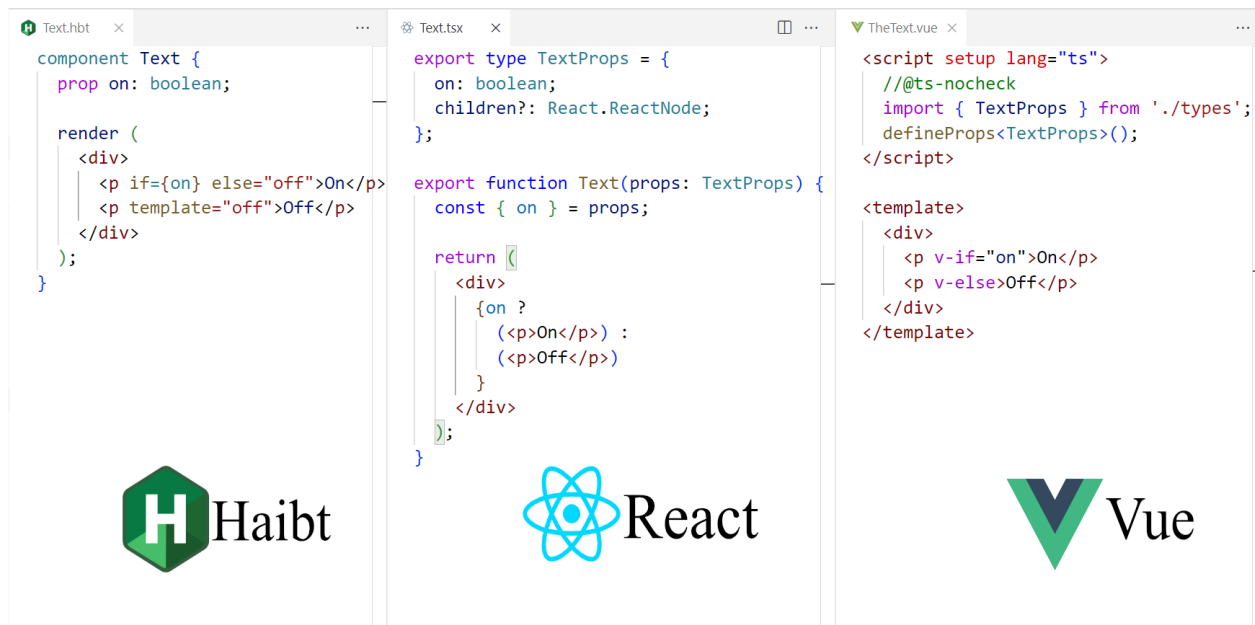 Text.hbt
component Text {
prop on: boolean;
render (
<div>
<p if={on} else="off">On</p>
<p template="off">Off</p>
</div>
);
}
H Haibt
Text.tsx
export type TextProps = {
on: boolean;
children?: React.ReactNode;
};
export function Text(props: TextProps) {
const { on } = props;
return (
<div>
{on ?
(<p>On</p>) :
(<p>Off</p>)
}
</div>
);
}
React
TheText.vue
<script setup lang="ts">
//@ts-nocheck
import { TextProps } from './types';
defineProps<TextProps>();
</script>
<template>
<div>
<p v-if="on">On</p>
<p v-else>Off</p>
</div>
</template>
Vue